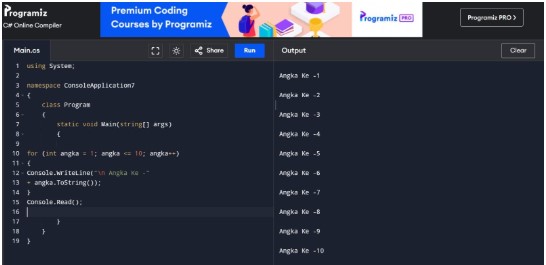 Programiz
C# Online Compiler
Premium Coding
Courses by Programiz
Programiz PRO
Programiz PRO >
Main.cs
Share
Run
Output
Clear
1 using System;
2
3 namespace ConsoleApplication7
4 {
5 class Program
6 {
7 static void Main(string[] args)
8 {
9
10 for (int angka = 1; angka <= 10; angka++)
11 {
12 Console.WriteLine("\n Angka Ke -"
13 + angka.ToString());
14 }
15 Console.Read();
16
17 }
18 }
19 }
Angka Ke -1
Angka Ke -2
Angka Ke -3
Angka Ke -4
Angka Ke -5
Angka Ke -6
Angka Ke -7
Angka Ke -8
Angka Ke -9
Angka Ke -10